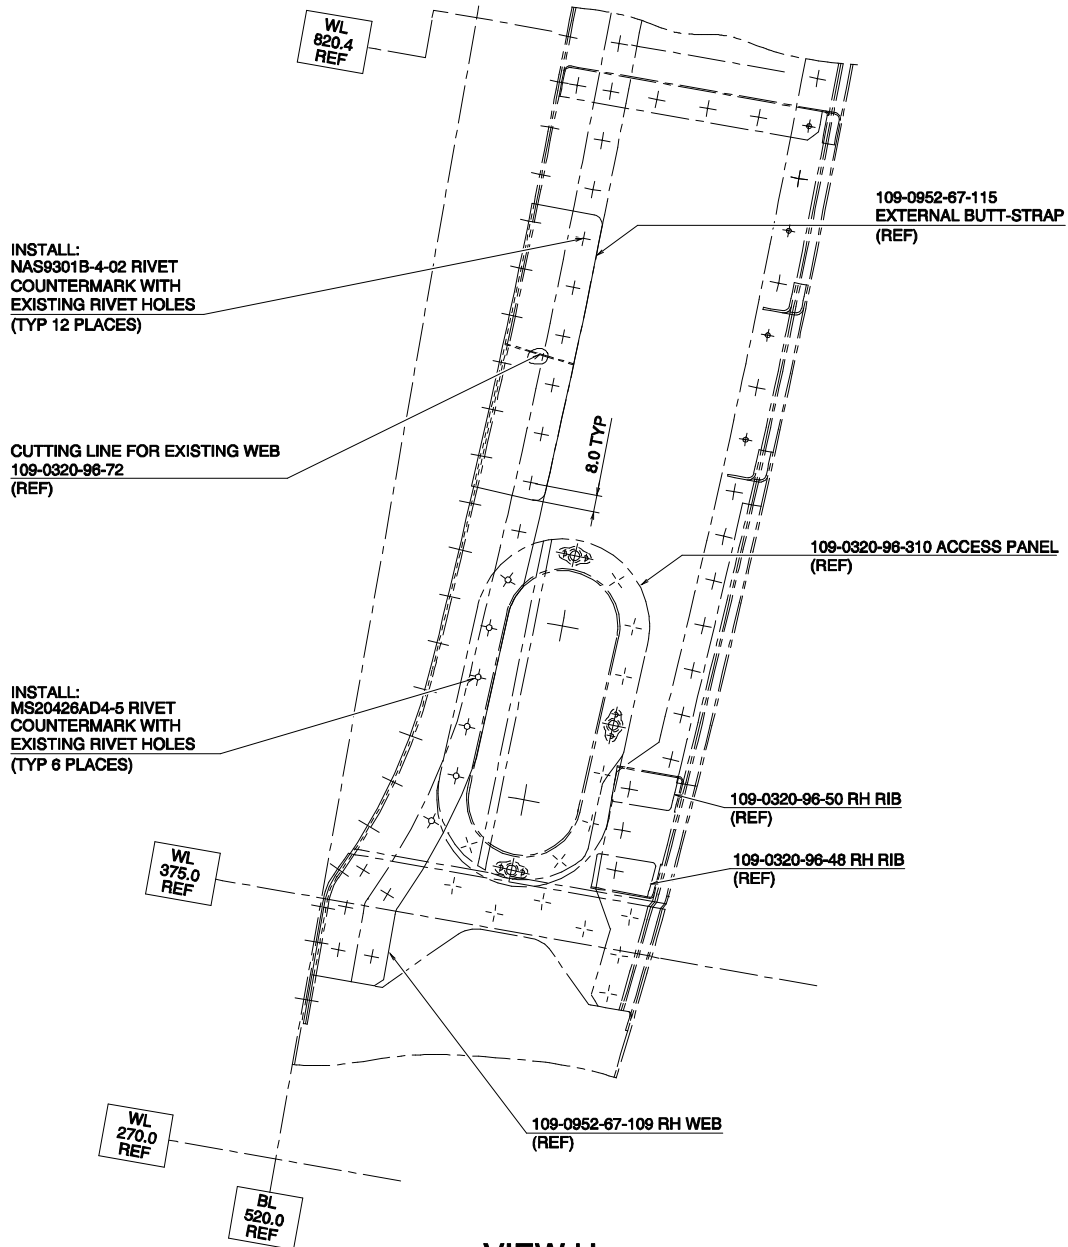 WL
820.4
REF
109-0952-67-115
EXTERNAL BUTT-STRAP
(REF)
INSTALL:
NAS9301B-4-02 RIVET
COUNTERMARK WITH
EXISTING RIVET HOLES
(TYP 12 PLACES)
CUTTING LINE FOR EXISTING WEB
109-0320-96-72
(REF)
8.0 TYP
109-0320-96-310 ACCESS PANEL
(REF)
INSTALL:
MS20426AD4-5 RIVET
COUNTERMARK WITH
EXISTING RIVET HOLES
(TYP 6 PLACES)
109-0320-96-50 RH RIB
(REF)
109-0320-96-48 RH RIB
(REF)
WL
375.0
REF
109-0952-67-109 RH WEB
(REF)
WL
270.0
REF
BL
520.0
REF
VIEW